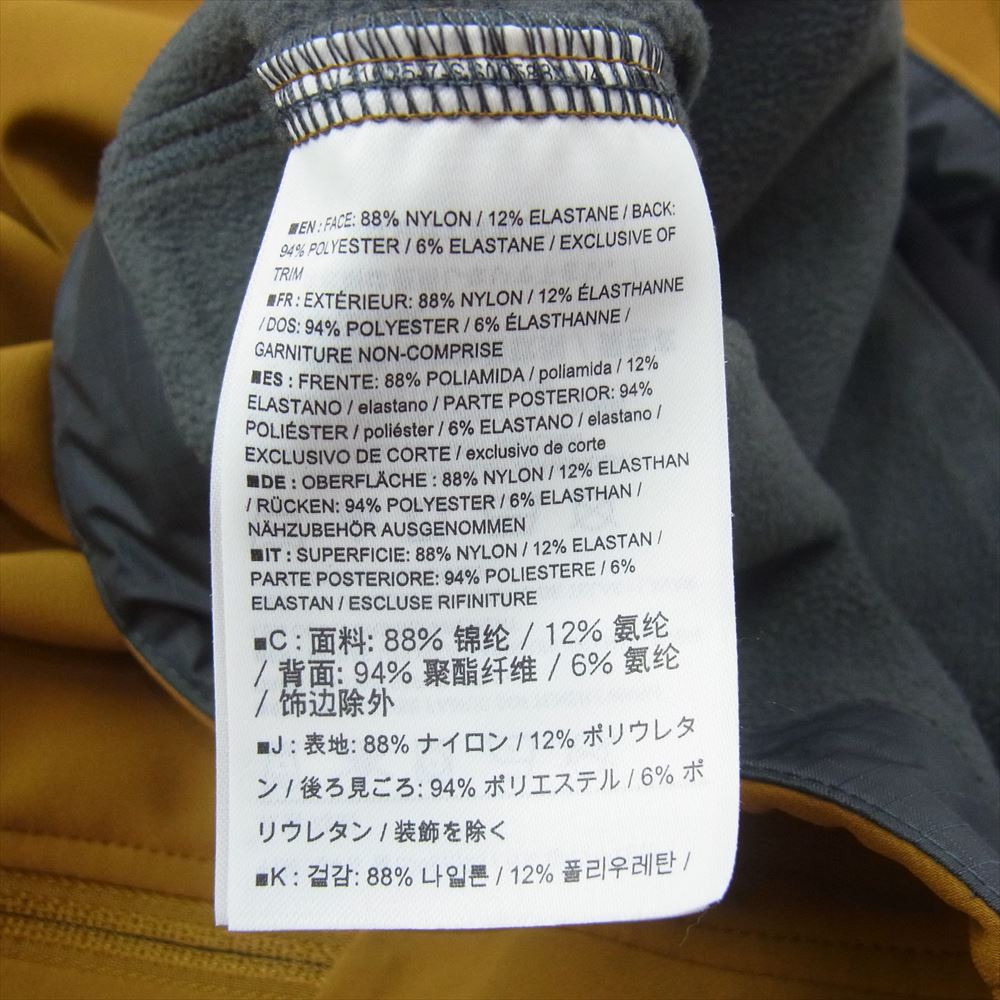 ■EN : FACE: 88% NYLON / 12% ELASTANE / BACK:
94% POLYESTER / 6% ELASTANE / EXCLUSIVE OF
TRIM
■FR : EXTÉRIEUR: 88% NYLON / 12% ÉLASTHANNE
/ DOS: 94% POLYESTER / 6% ÉLASTHANNE /
GARNITURE NON-COMPRISE
■ES : FRENTE: 88% POLIAMIDA / poliamida / 12%
ELASTANO / elastano / PARTE POSTERIOR: 94%
POLIÉSTER / poliéster / 6% ELASTANO / elastano /
EXCLUSIVO DE CORTE / exclusivo de corte
■DE : OBERFLÄCHE : 88% NYLON / 12% ELASTHAN
/ RÜCKEN: 94% POLYESTER / 6% ELASTHAN /
NÄHZUBEHÖR AUSGENOMMEN
■IT : SUPERFICIE: 88% NYLON / 12% ELASTAN /
PARTE POSTERIORE: 94% POLIESTERE / 6%
ELASTAN / ESCLUSE RIFINITURE
■C : 面料: 88% 锦纶 / 12% 氨纶
/ 背面: 94% 聚酯纤维 / 6% 氨纶
/ 饰边除外
■J : 表地: 88% ナイロン / 12% ポリウレタ
ン / 後ろ見ごろ: 94% ポリエステル / 6% ポ
リウレタン / 装飾を除く
■K : 겉감: 88% 나일론 / 12% 폴리우레탄 /